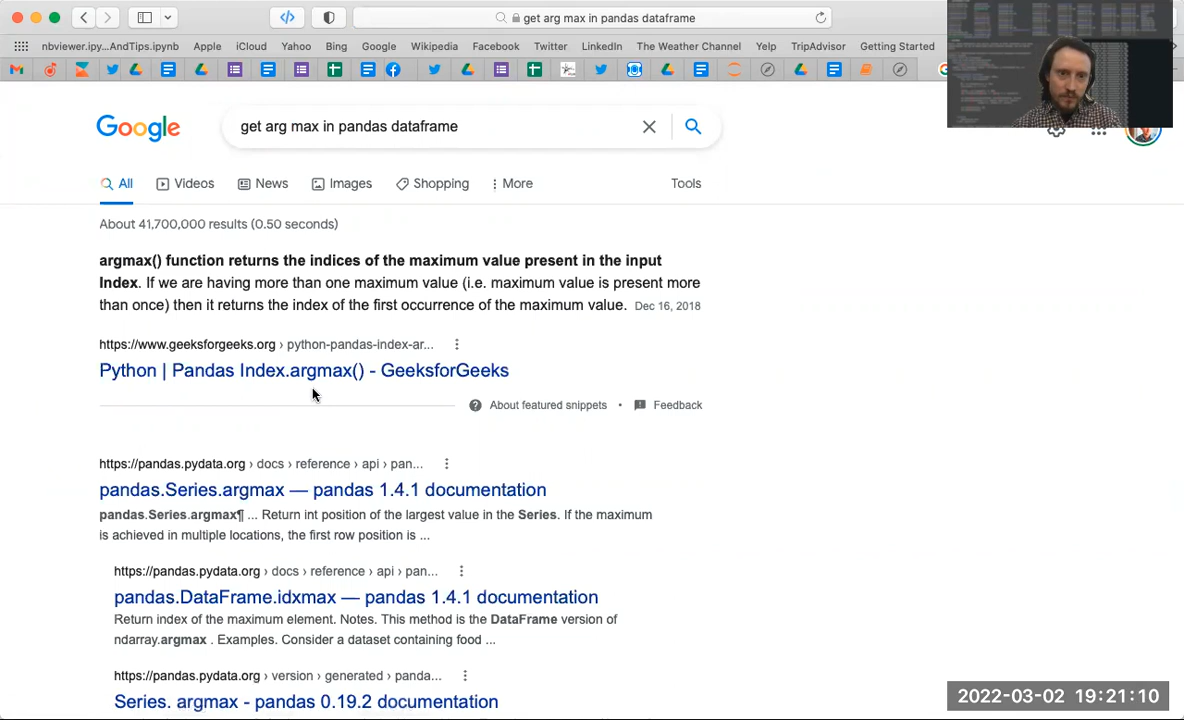 get arg max in pandas dataframe
nbviewer.ipy...AndTips.ipynb Apple iCloud Yahoo Bing Google Wikipedia Facebook Twitter LinkedIn The Weather Channel Yelp TripAdvisor Getting Started
Google
get arg max in pandas dataframe
All Videos News Images Shopping More Tools
About 41,700,000 results (0.50 seconds)
argmax() function returns the indices of the maximum value present in the input
Index. If we are having more than one maximum value (i.e. maximum value is present more
than once) then it returns the index of the first occurrence of the maximum value. Dec 16, 2018
https://www.geeksforgeeks.org › python-pandas-index-ar...
Python | Pandas Index.argmax() - GeeksforGeeks
About featured snippets • Feedback
https://pandas.pydata.org › docs › reference › api › pan...
pandas.Series.argmax — pandas 1.4.1 documentation
pandas.Series.argmax¶ ... Return int position of the largest value in the Series. If the maximum
is achieved in multiple locations, the first row position is ...
https://pandas.pydata.org › docs › reference › api › pan...
pandas.DataFrame.idxmax — pandas 1.4.1 documentation
Return index of the maximum element. Notes. This method is the DataFrame version of
ndarray.argmax . Examples. Consider a dataset containing food ...
https://pandas.pydata.org › version › generated › panda...
Series. argmax - pandas 0.19.2 documentation
2022-03-02 19:21:10